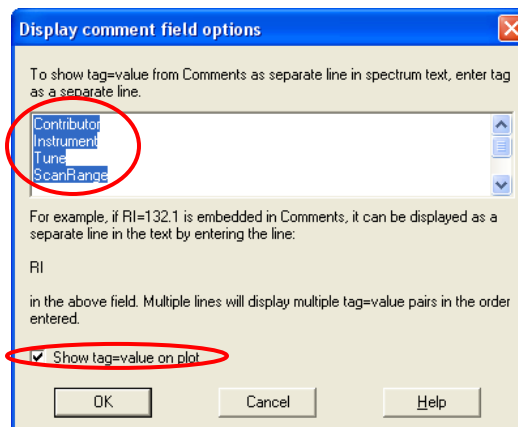 Display comment field options
To show tag=value from Comments as separate line in spectrum text, enter tag
as a separate line.
Contributor
Instrument
Tune
ScanRange
For example, if RI=132.1 is embedded in Comments, it can be displayed as a
separate line in the text by entering the line:
RI
in the above field. Multiple lines will display multiple tag=value pairs in the order
entered.
Show tag=value on plot
OK Cancel Help